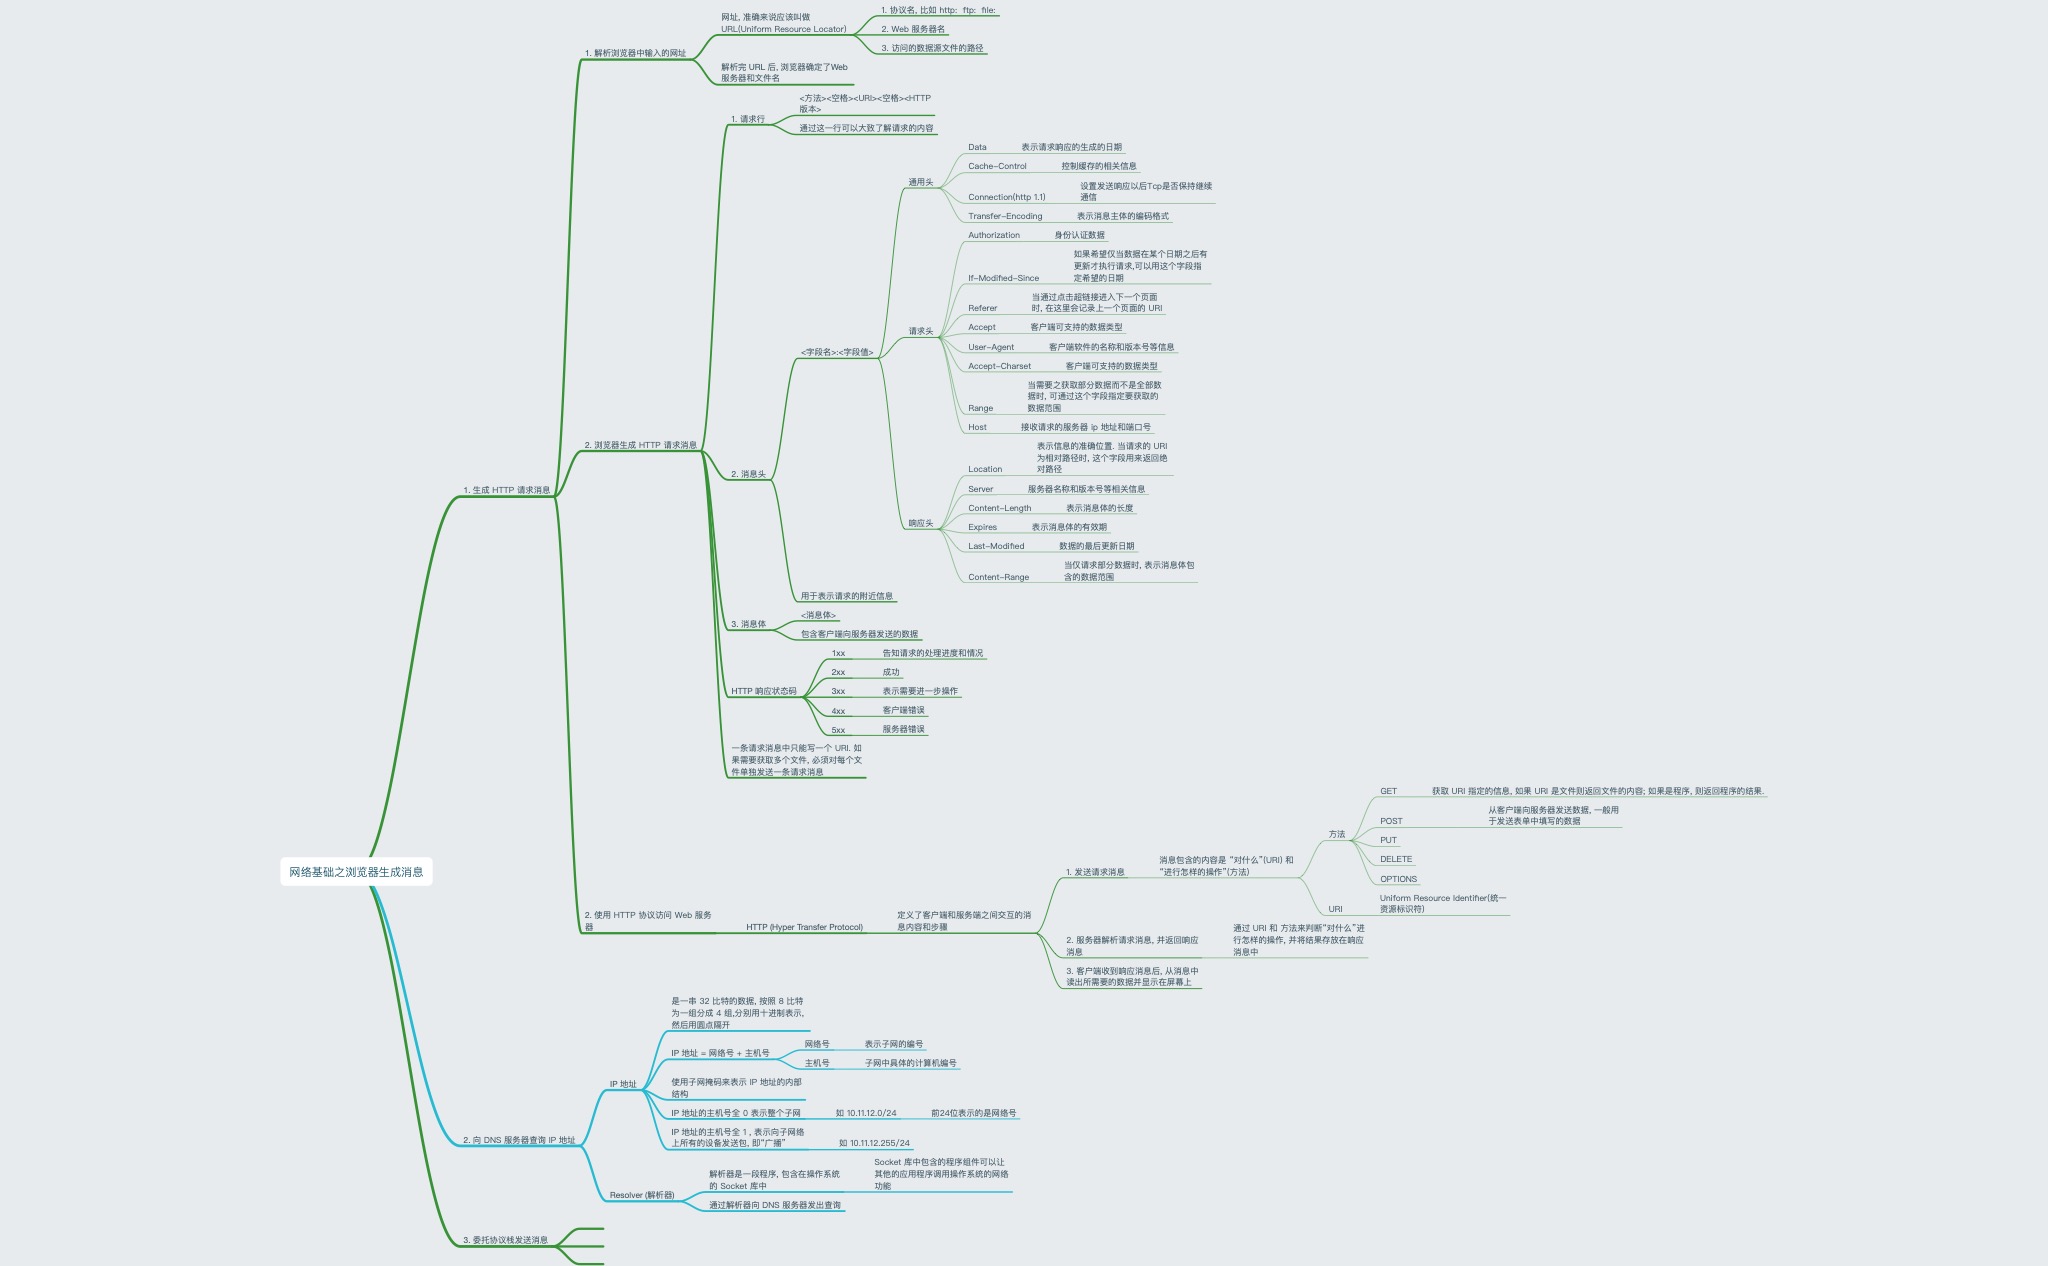 网络基础之浏览器生成消息
1. 生成 HTTP 请求消息
1. 解析浏览器中输入的网址
网址, 准确来说应该叫做
URL(Uniform Resource Locator)
1. 协议名, 比如 http:  ftp:  file:
2. Web 服务器名
3. 访问的数据源文件的路径
解析完 URL 后, 浏览器确定了Web
服务器和文件名
2. 浏览器生成 HTTP 请求消息
1. 请求行
<方法><空格><URI><空格><HTTP
版本>
通过这一行可以大致了解请求的内容
2. 消息头
<字段名>:<字段值>
通用头
Data
表示请求响应的生成的日期
Cache-Control
控制缓存的相关信息
Connection(http 1.1)
设置发送响应以后Tcp是否保持继续
通信
Transfer-Encoding
表示消息主体的编码格式
请求头
Authorization
身份认证数据
If-Modified-Since
如果希望仅当数据在某个日期之后有
更新才执行请求,可以用这个字段指
定希望的日期
Referer
当通过点击超链接进入下一个页面
时, 在这里会记录上一个页面的 URI
Accept
客户端可支持的数据类型
User-Agent
客户端软件的名称和版本号等信息
Accept-Charset
客户端可支持的数据类型
Range
当需要之获取部分数据而不是全部数
据时, 可通过这个字段指定要获取的
数据范围
Host
接收请求的服务器 ip 地址和端口号
响应头
Location
表示信息的准确位置. 当请求的 URI
为相对路径时, 这个字段用来返回绝
对路径
Server
服务器名称和版本号等相关信息
Content-Length
表示消息体的长度
Expires
表示消息体的有效期
Last-Modified
数据的最后更新日期
Content-Range
当仅请求部分数据时, 表示消息体包
含的数据范围
用于表示请求的附近信息
3. 消息体
<消息体>
包含客户端向服务器发送的数据
HTTP 响应状态码
1xx
告知请求的处理进度和情况
2xx
成功
3xx
表示需要进一步操作
4xx
客户端错误
5xx
服务器错误
一条请求消息中只能写一个 URI. 如
果需要获取多个文件, 必须对每个文
件单独发送一条请求消息
2. 使用 HTTP 协议访问 Web 服务
器
HTTP (Hyper Transfer Protocol)
定义了客户端和服务端之间交互的消
息内容和步骤
1. 发送请求消息
消息包含的内容是 “对什么”(URI) 和
“进行怎样的操作”(方法)
方法
GET
获取 URI 指定的信息, 如果 URI 是文件则返回文件的内容; 如果是程序, 则返回程序的结果.
POST
从客户端向服务器发送数据, 一般用
于发送表单中填写的数据
PUT
DELETE
OPTIONS
URI
Uniform Resource Identifier(统一
资源标识符)
2. 服务器解析请求消息, 并返回响应
消息
通过 URI 和 方法来判断“对什么”进
行怎样的操作, 并将结果存放在响应
消息中
3. 客户端收到响应消息后, 从消息中
读出所需要的数据并显示在屏幕上
2. 向 DNS 服务器查询 IP 地址
IP 地址
是一串 32 比特的数据, 按照 8 比特
为一组分成 4 组,分别用十进制表示,
然后用圆点隔开
IP 地址 = 网络号 + 主机号
网络号
表示子网的编号
主机号
子网中具体的计算机编号
使用子网掩码来表示 IP 地址的内部
结构
IP 地址的主机号全 0 表示整个子网
如 10.11.12.0/24
前24位表示的是网络号
IP 地址的主机号全 1 , 表示向子网络
上所有的设备发送包, 即“广播”
如 10.11.12.255/24
Resolver (解析器)
解析器是一段程序, 包含在操作系统
的 Socket 库中
Socket 库中包含的程序组件可以让
其他的应用程序调用操作系统的网络
功能
通过解析器向 DNS 服务器发出查询
3. 委托协议栈发送消息